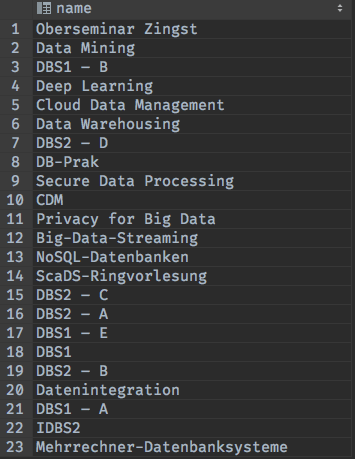 name
1 Oberseminar Zingst
2 Data Mining
3 DBS1 – B
4 Deep Learning
5 Cloud Data Management
6 Data Warehousing
7 DBS2 – D
8 DB-Prak
9 Secure Data Processing
10 CDM
11 Privacy for Big Data
12 Big-Data-Streaming
13 NoSQL-Datenbanken
14 ScaDS-Ringvorlesung
15 DBS2 – C
16 DBS2 – A
17 DBS1 – E
18 DBS1
19 DBS2 – B
20 Datenintegration
21 DBS1 – A
22 IDBS2
23 Mehrrechner-Datenbanksysteme